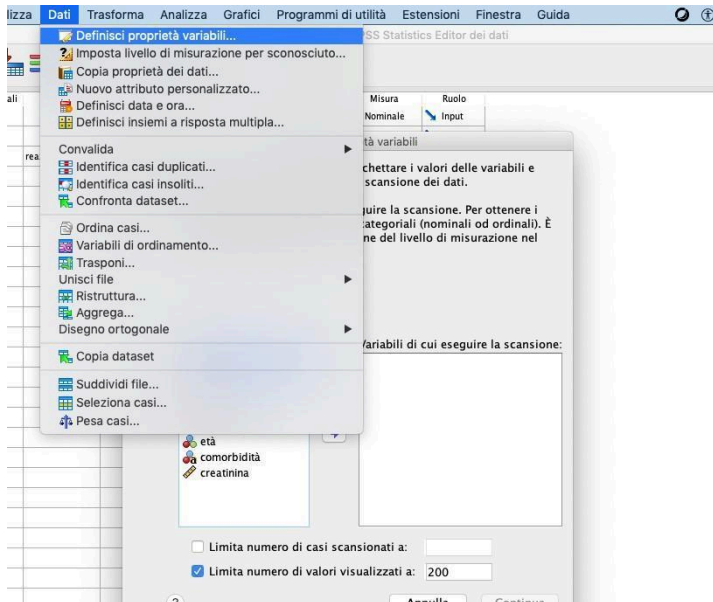 lizza Dati Trasforma Analizza Grafici Programmi di utilità Estensioni Finestra Guida
Definisci proprietà variabili...
SS Statistics Editor dei dati
Imposta livello di misurazione per sconosciuto...
Copia proprietà dei dati...
Nuovo attributo personalizzato...
Definisci data e ora...
Definisci insiemi a risposta multipla...
ali
Misura Ruolo
Nominale Input
rea
Convalida
Identifica casi duplicati...
Identifica casi insoliti...
Confronta dataset...
Ordina casi...
Variabili di ordinamento...
Trasponi...
Unisci file
Ristruttura...
Aggrega...
Disegno ortogonale
Copia dataset
Suddividi file...
Seleziona casi...
Pesa casi...
tà variabili
chettare i valori delle variabili e
scansione dei dati.
guire la scansione. Per ottenere i
categoriali (nominali od ordinali). È
ne del livello di misurazione nel
Variabili di cui eseguire la scansione:
età
comorbidità
creatinina
Limita numero di casi scansionati a:
Limita numero di valori visualizzati a: 200
?
Annulla Continua